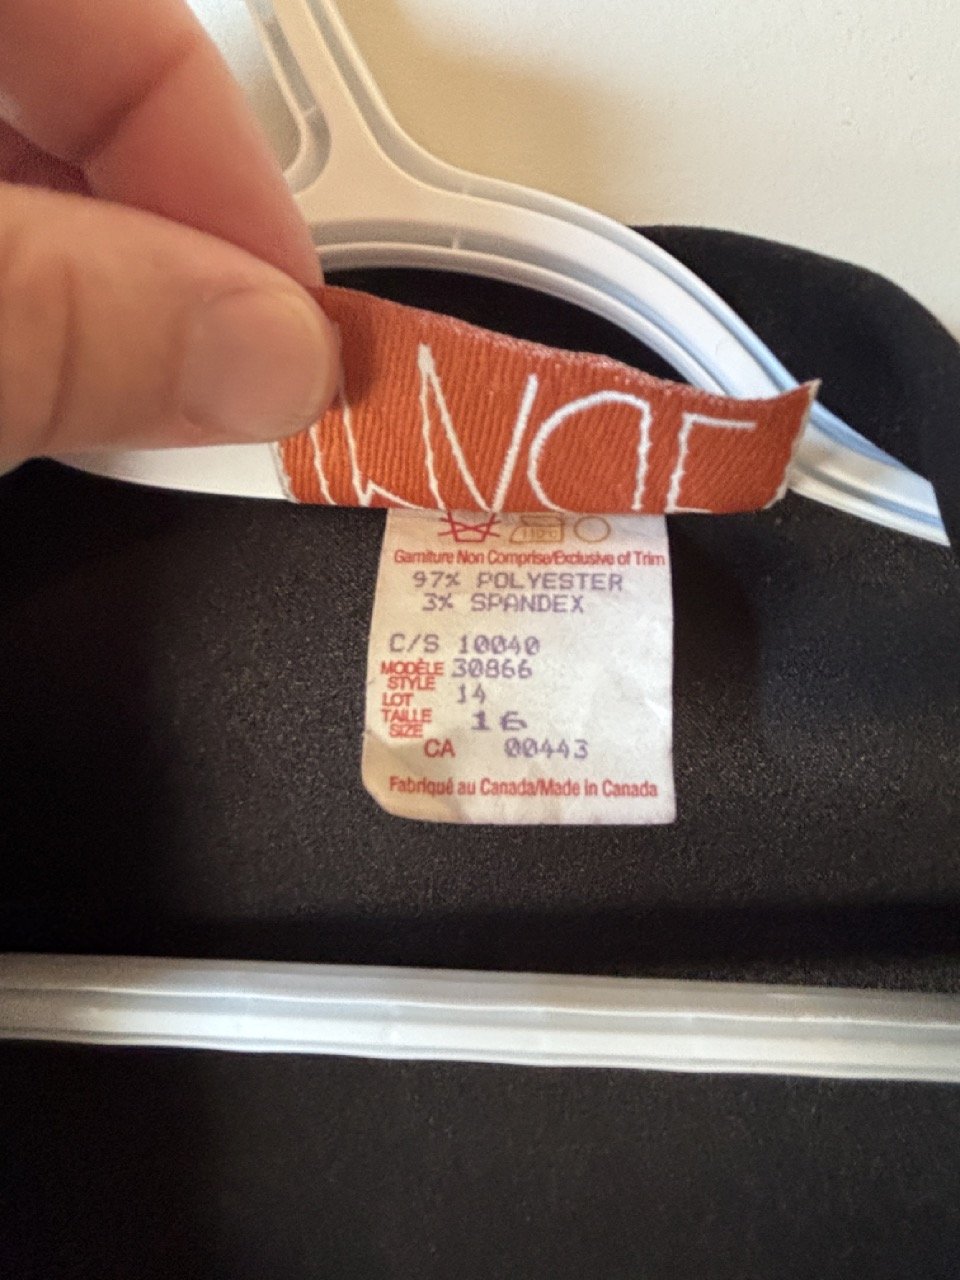 110°C
Garniture Non Comprise/Exclusive of Trim
97% POLYESTER
3% SPANDEX
C/S 10040
MODÈLE STYLE 30866
LOT 14
TAILLE SIZE 16
CA 00443
Fabriqué au Canada/Made in Canada